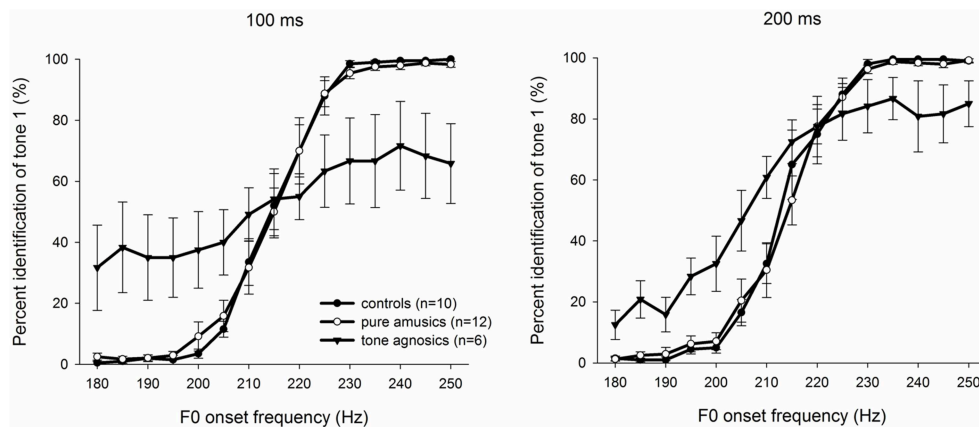 100 ms
Percent identification of tone 1 (%)
100
80
60
40
20
0
controls (n=10)
pure amusics (n=12)
tone agnosics (n=6)
180 190 200 210 220 230 240 250
F0 onset frequency (Hz)
200 ms
Percent identification of tone 1 (%)
100
80
60
40
20
0
180 190 200 210 220 230 240 250
F0 onset frequency (Hz)